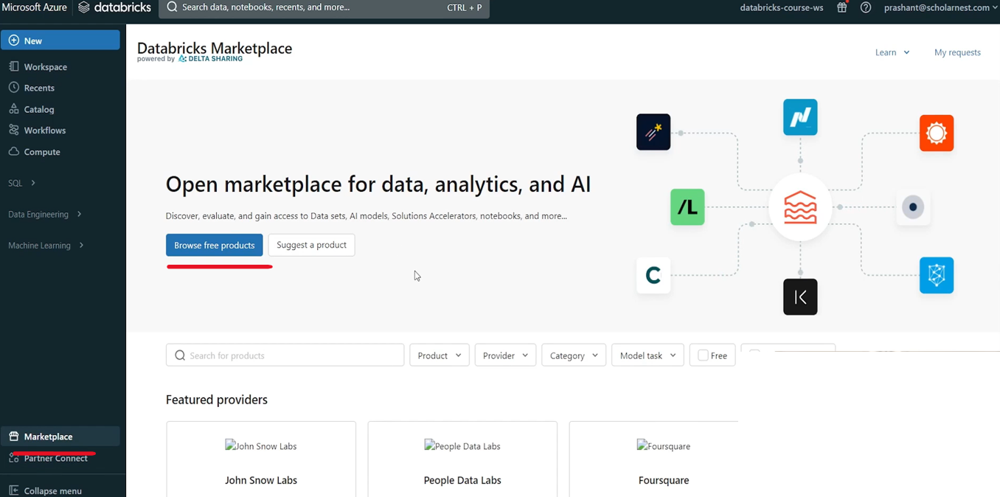 Microsoft Azure databricks Search data, notebooks, recents, and more... CTRL + P databricks-course-ws prashant@scholarnest.com
New
Workspace
Recents
Catalog
Workflows
Compute
SQL
Data Engineering
Machine Learning
Marketplace
Partner Connect
Collapse menu
Databricks Marketplace
powered by DELTA SHARING
Learn My requests
Open marketplace for data, analytics, and AI
Discover, evaluate, and gain access to Data sets, AI models, Solutions Accelerators, notebooks, and more...
Browse free products Suggest a product
/L
C
Search for products Product Provider Category Model task Free
Featured providers
John Snow Labs People Data Labs Foursquare
John Snow Labs People Data Labs Foursquare